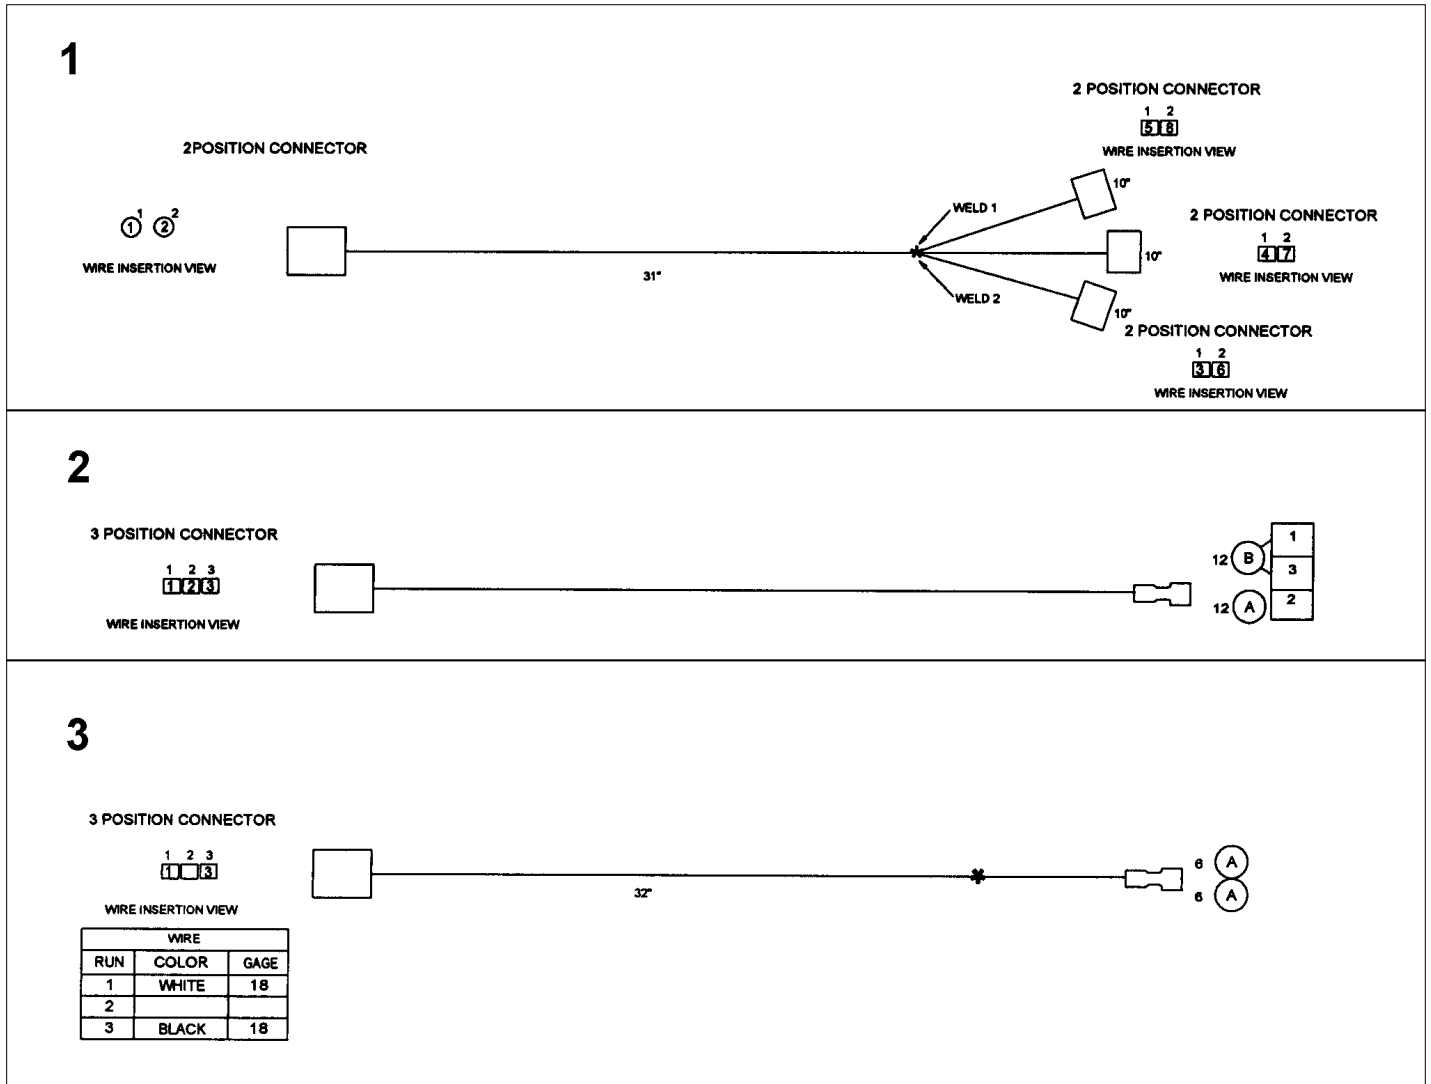 1
2POSITION CONNECTOR
1 2
1 2
WIRE INSERTION VIEW
31"
WELD 1
WELD 2
2 POSITION CONNECTOR
1 2
5 8
WIRE INSERTION VIEW
10"
2 POSITION CONNECTOR
1 2
4 7
WIRE INSERTION VIEW
10"
10"
2 POSITION CONNECTOR
1 2
3 6
WIRE INSERTION VIEW
2
3 POSITION CONNECTOR
1 2 3
1 2 3
WIRE INSERTION VIEW
12 B
12 A
1
3
2
3
3 POSITION CONNECTOR
1 2 3
1 3
WIRE INSERTION VIEW
32"
6 A
6 A
WIRE
RUN COLOR GAGE
1 WHITE 18
2
3 BLACK 18